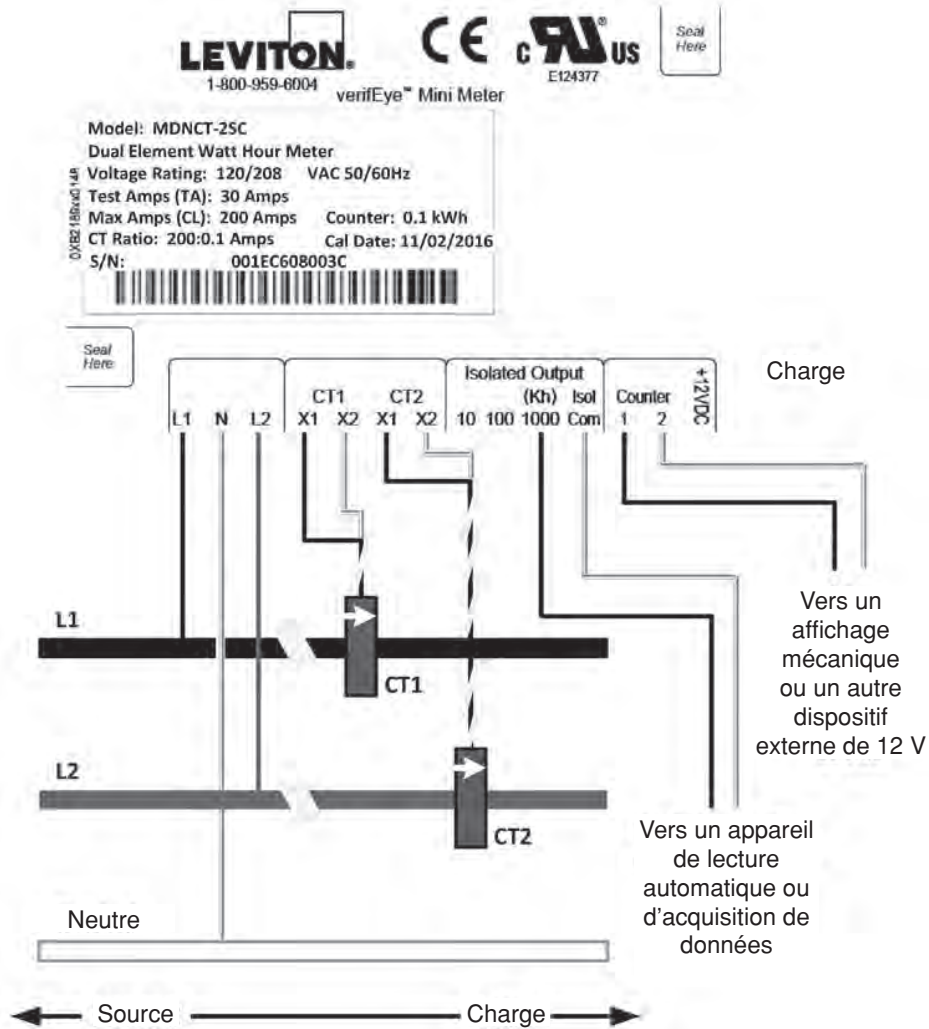 LEVITON®
1-800-959-6004
CE
c RU® US
E124377
Seal
Here
verifEye™ Mini Meter
Model: MDNCT-2SC
Dual Element Watt Hour Meter
Voltage Rating: 120/208 VAC 50/60Hz
Test Amps (TA): 30 Amps
Max Amps (CL): 200 Amps Counter: 0.1 kWh
CT Ratio: 200:0.1 Amps Cal Date: 11/02/2016
S/N: 001EC608003C
Seal
Here
L1 N L2
CT1 CT2
X1 X2 X1 X2
Isolated Output
(Kh) Isol
10 100 1000 Com
Counter
1 2
+12VDC
Charge
L1
CT1
L2
CT2
Vers un
affichage
mécanique
ou un autre
dispositif
externe de 12 V
Vers un appareil
de lecture
automatique ou
d'acquisition de
données
Neutre
Source Charge